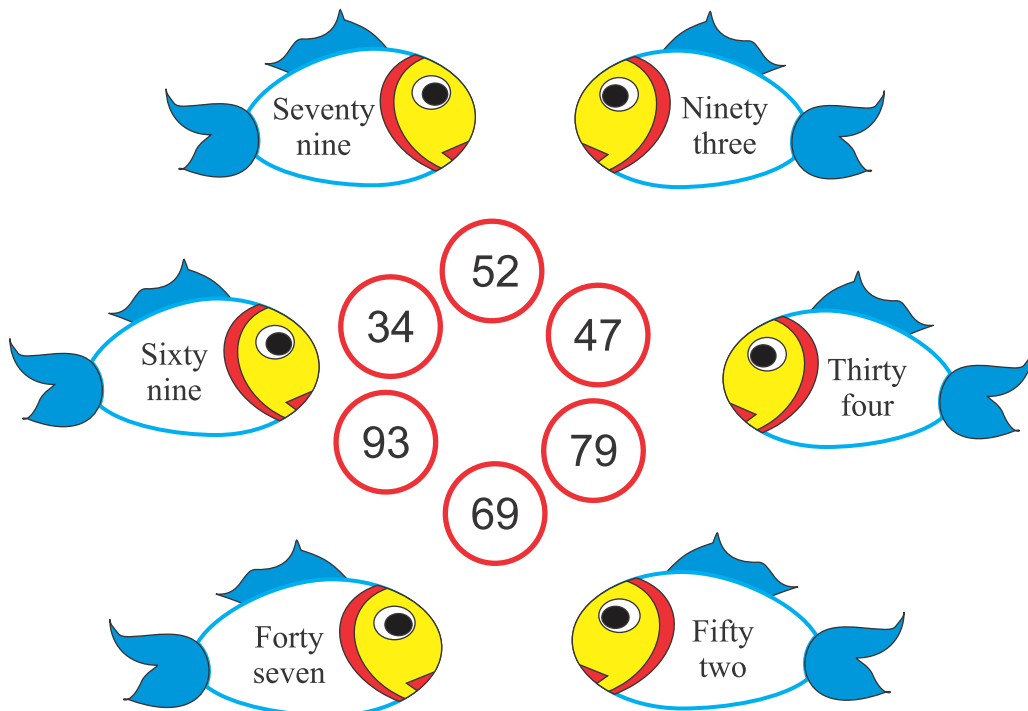 Seventy
nine
Ninety
three
52
34
47
Sixty
nine
Thirty
four
93
79
69
Forty
seven
Fifty
two